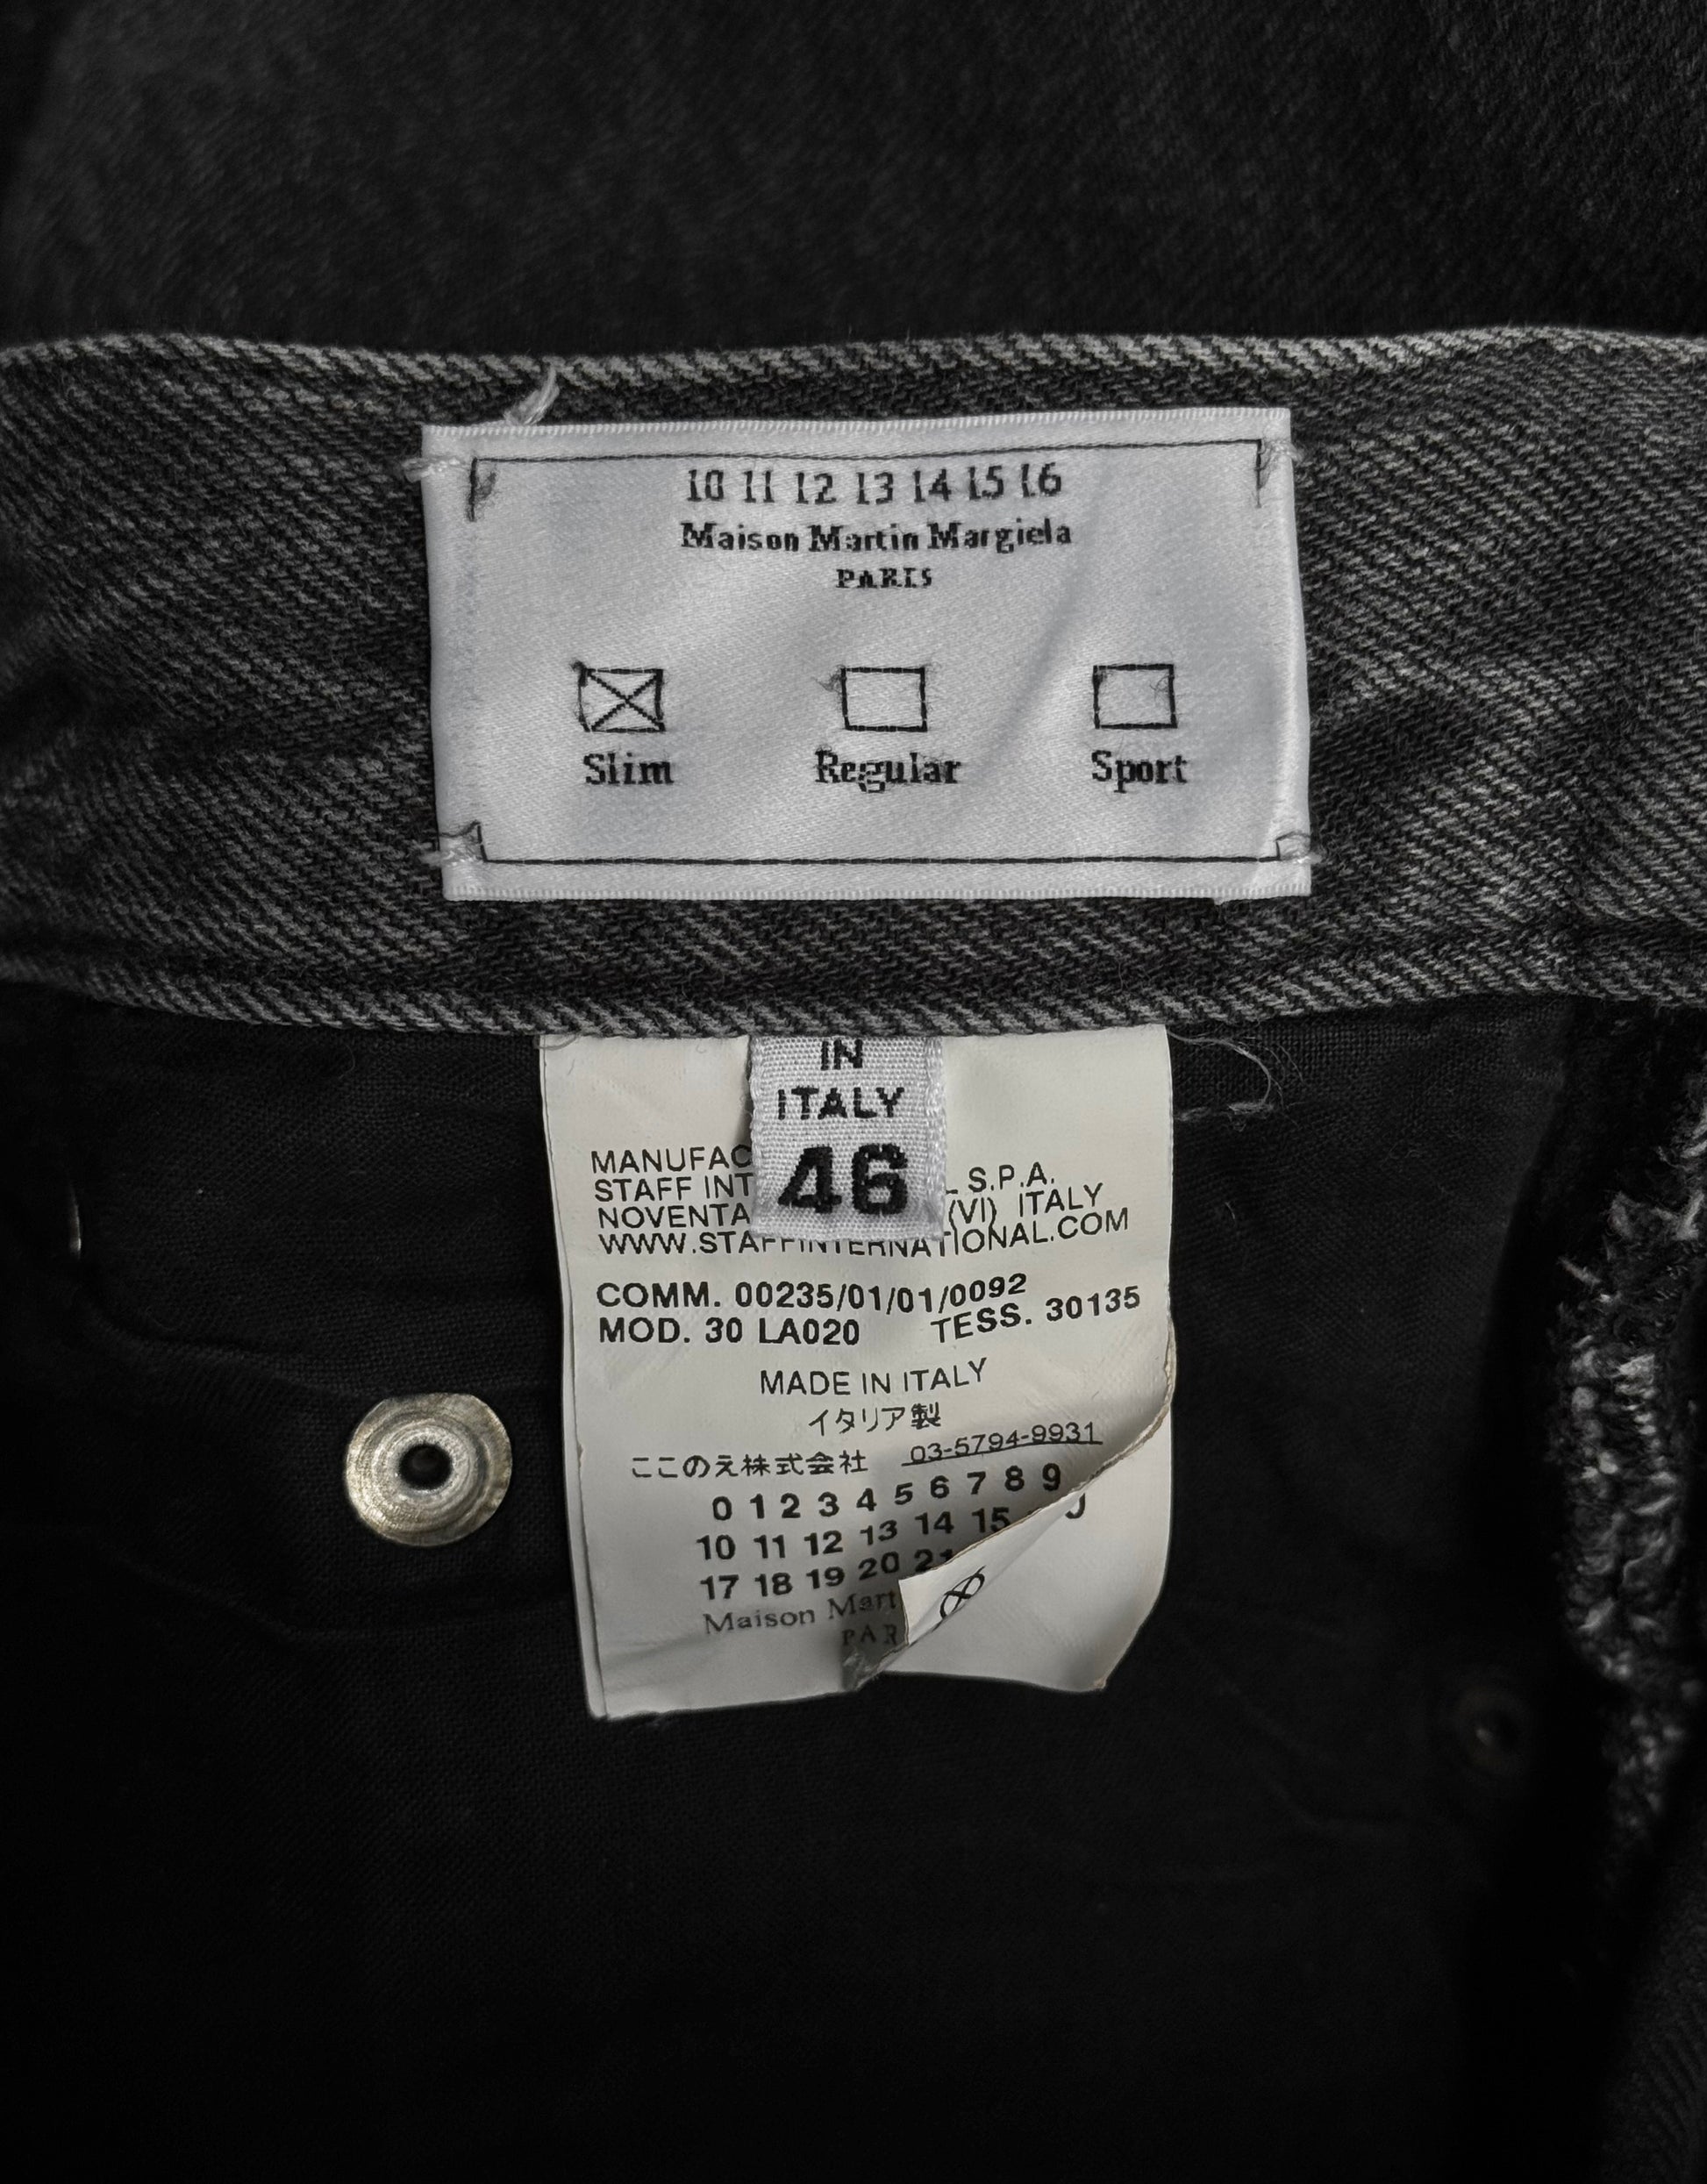 10 11 12 13 14 15 16
Maison Martin Margiela
PARIS
Slim Regular Sport
IN
ITALY
46
MANUFAC
STAFF INT L S.P.A.
NOVENTA (VI) ITALY
WWW.STAFFINTERNATIONAL.COM
COMM. 00235/01/01/0092
MOD. 30 LA020 TESS. 30135
MADE IN ITALY
イタリア製
ここのえ株式会社 03-5794-9931
0 1 2 3 4 5 6 7 8 9
10 11 12 13 14 15
17 18 19 20 21
Maison Mart
PAR